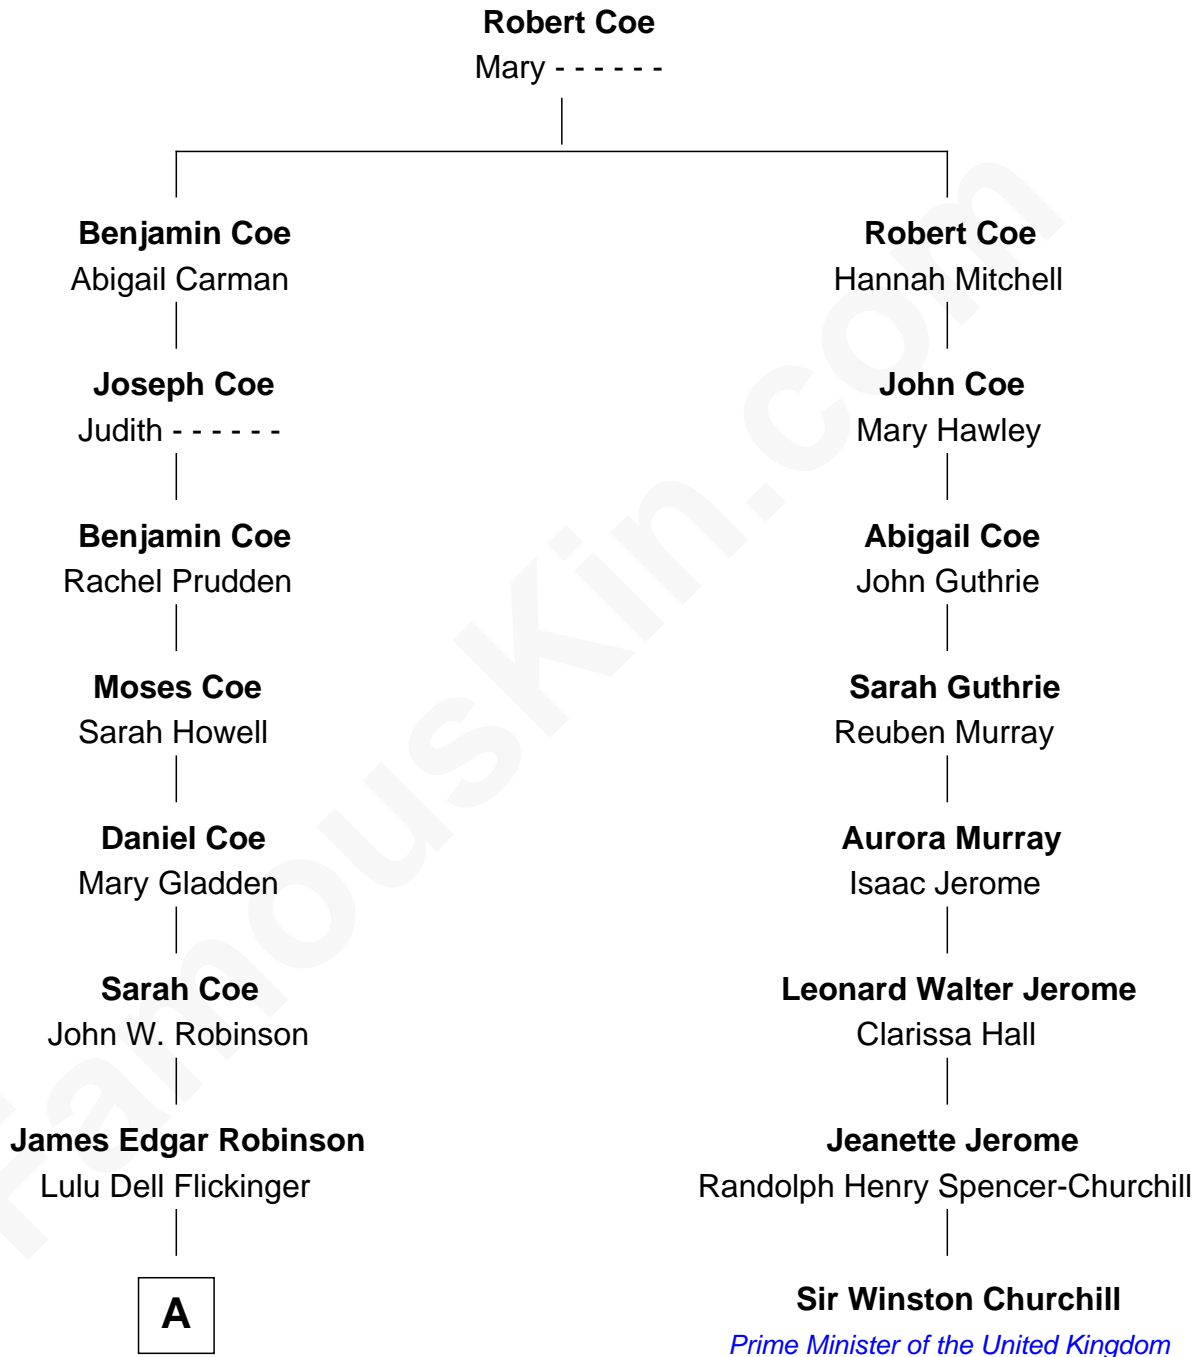 Robert Coe
Mary - - - - - -
Benjamin Coe
Abigail Carman
Robert Coe
Hannah Mitchell
Joseph Coe
Judith - - - - - -
John Coe
Mary Hawley
Benjamin Coe
Rachel Prudden
Abigail Coe
John Guthrie
Moses Coe
Sarah Howell
Sarah Guthrie
Reuben Murray
Daniel Coe
Mary Gladden
Aurora Murray
Isaac Jerome
Sarah Coe
John W. Robinson
Leonard Walter Jerome
Clarissa Hall
James Edgar Robinson
Lulu Dell Flickinger
Jeanette Jerome
Randolph Henry Spencer-Churchill
A
Sir Winston Churchill
Prime Minister of the United Kingdom
FamousKin.com